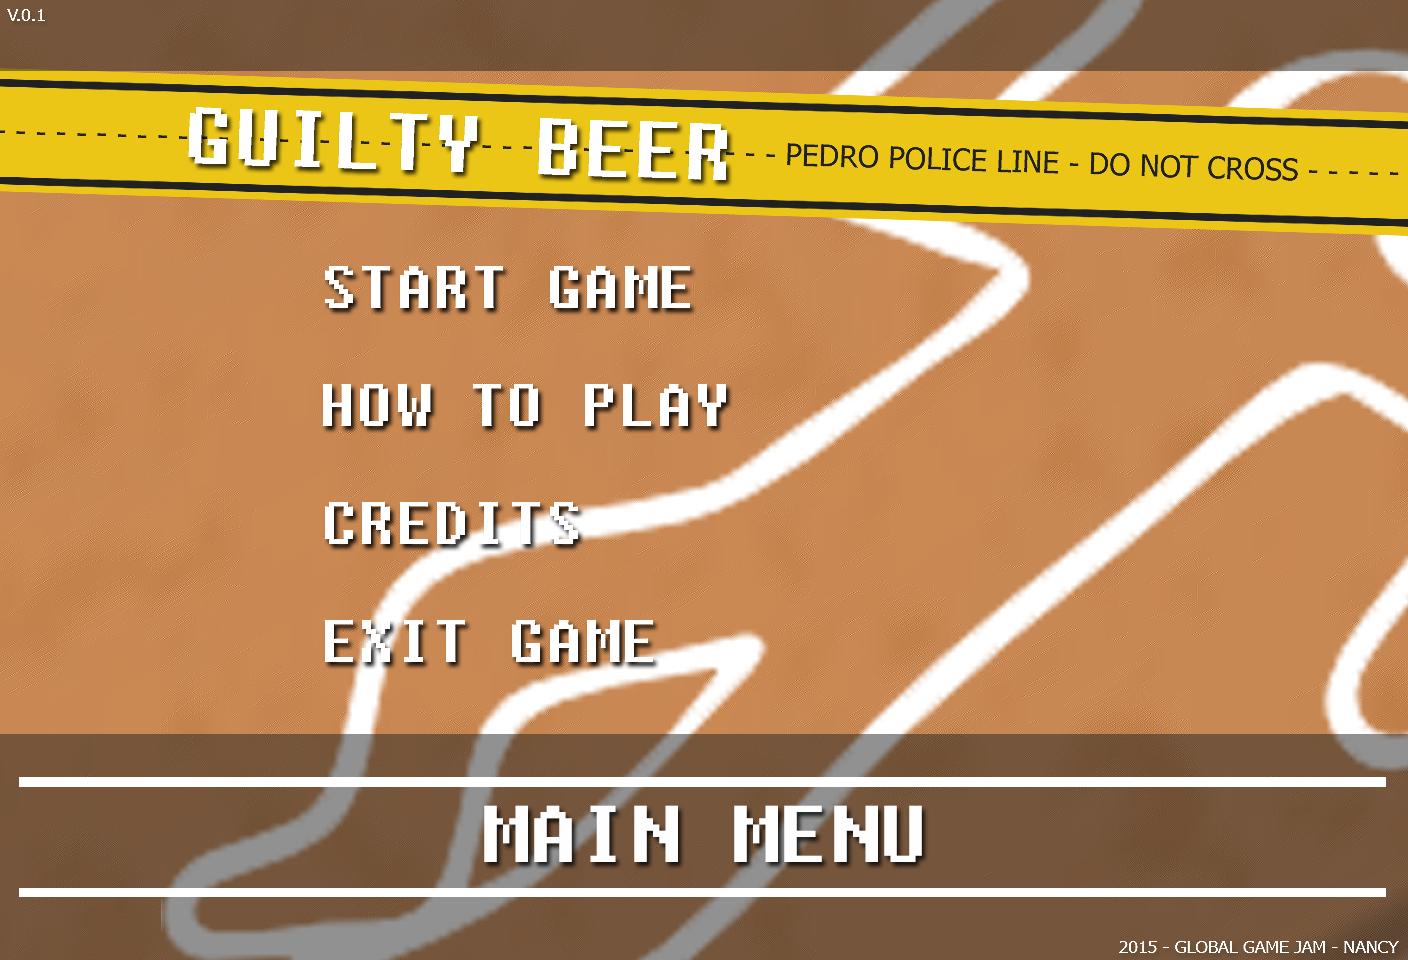 V.0.1
GUILTY BEER - - - PEDRO POLICE LINE - DO NOT CROSS - - - - -
START GAME
HOW TO PLAY
CREDITS
EXIT GAME
MAIN MENU
2015 - GLOBAL GAME JAM - NANCY